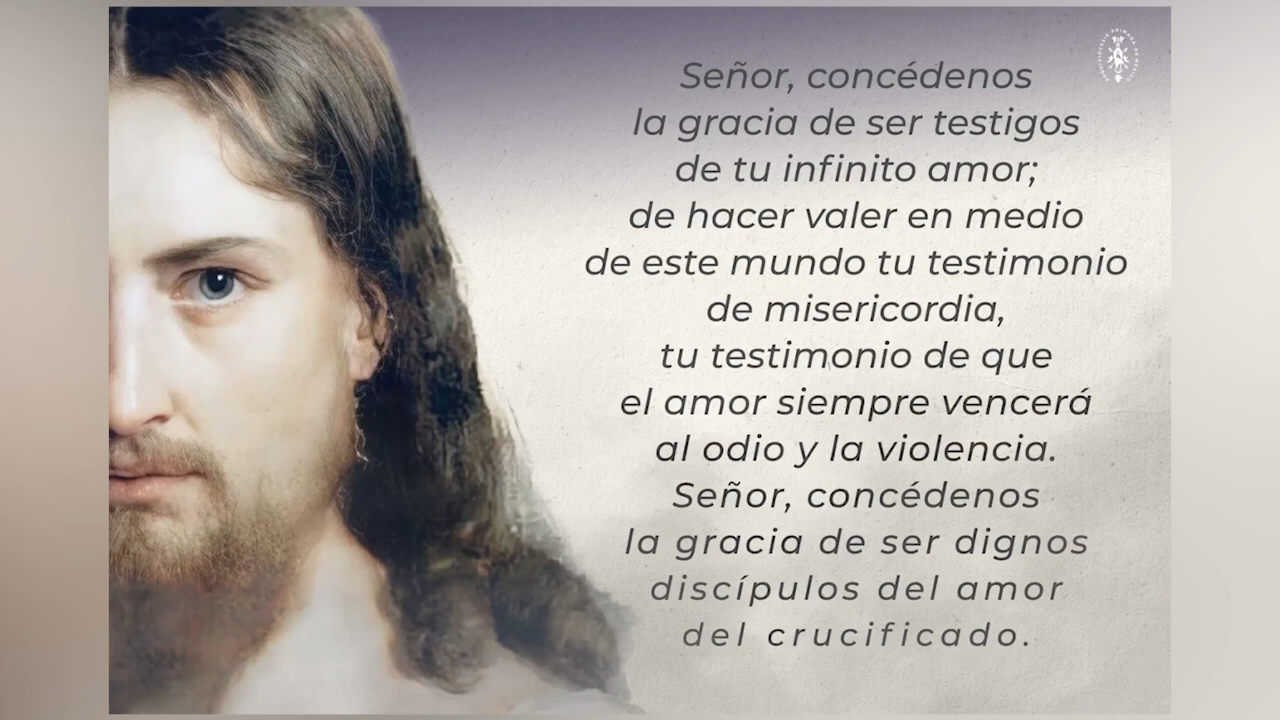 Señor, concédenos
la gracia de ser testigos
de tu infinito amor;
de hacer valer en medio
de este mundo tu testimonio
de misericordia,
tu testimonio de que
el amor siempre vencerá
al odio y la violencia.
Señor, concédenos
la gracia de ser dignos
discípulos del amor
del crucificado.